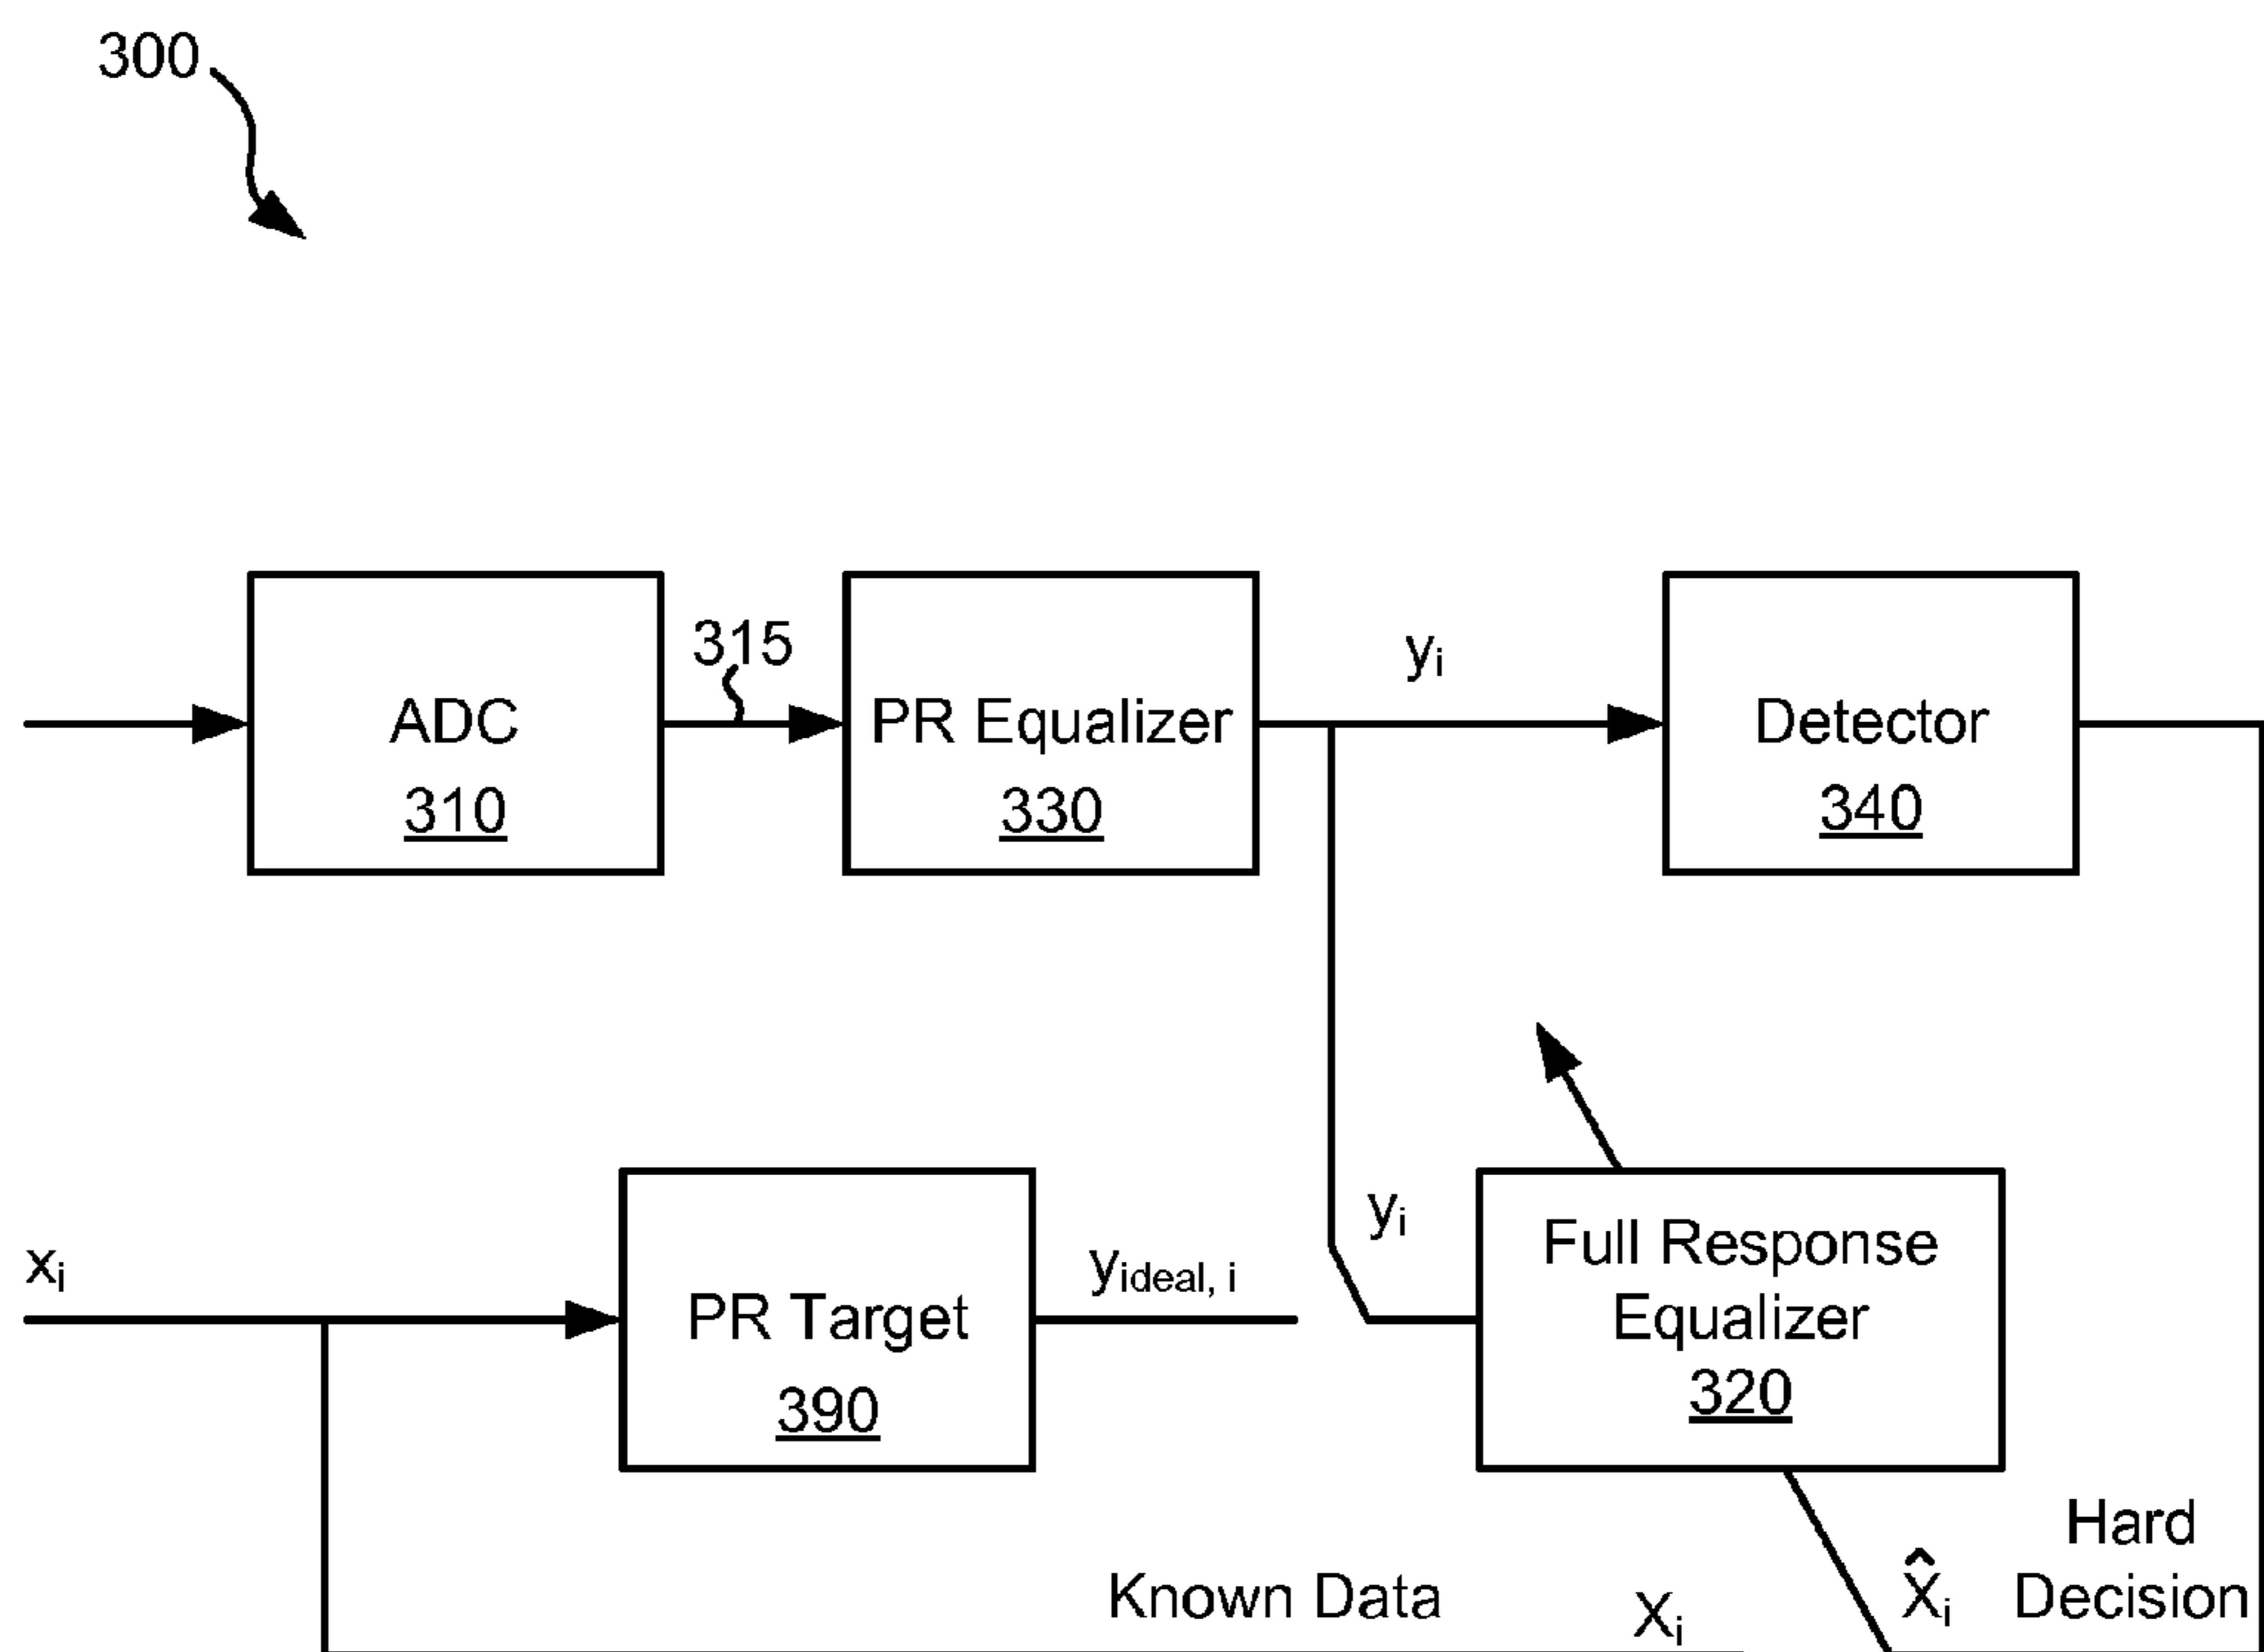 300
315
yᵢ
ADC
310
PR Equalizer
330
Detector
340
yᵢ
xᵢ
yideal, i
PR Target
390
Full Response
Equalizer
320
Hard
Decision
Known Data
Xᵢ
X̂ᵢ